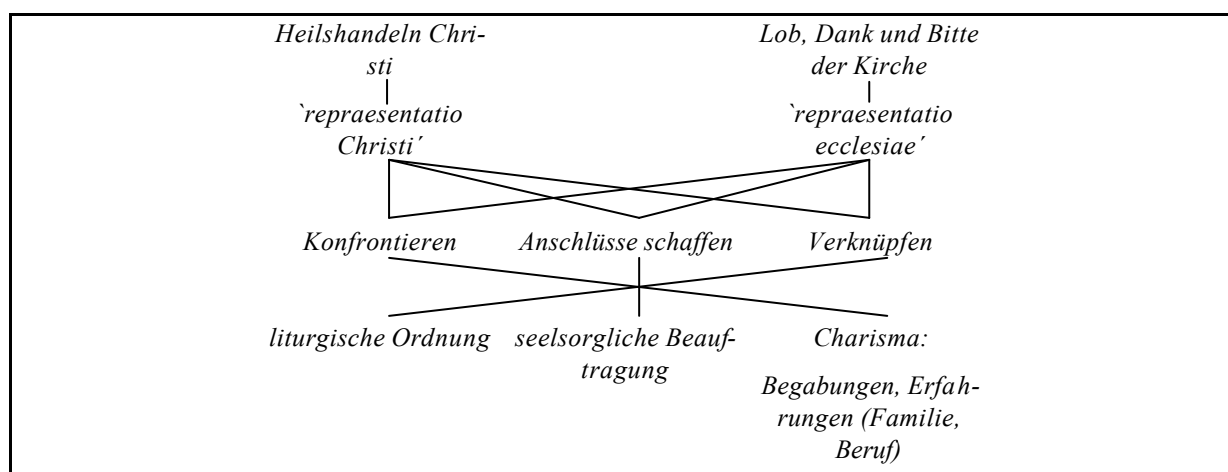 Heilshandeln Chri-
sti
Lob, Dank und Bitte
der Kirche
`repraesentatio
Christi´
`repraesentatio
ecclesiae´
Konfrontieren
Anschlüsse schaffen
Verknüpfen
liturgische Ordnung
seelsorgliche Beauf-
tragung
Charisma:
Begabungen, Erfah-
rungen (Familie,
Beruf)